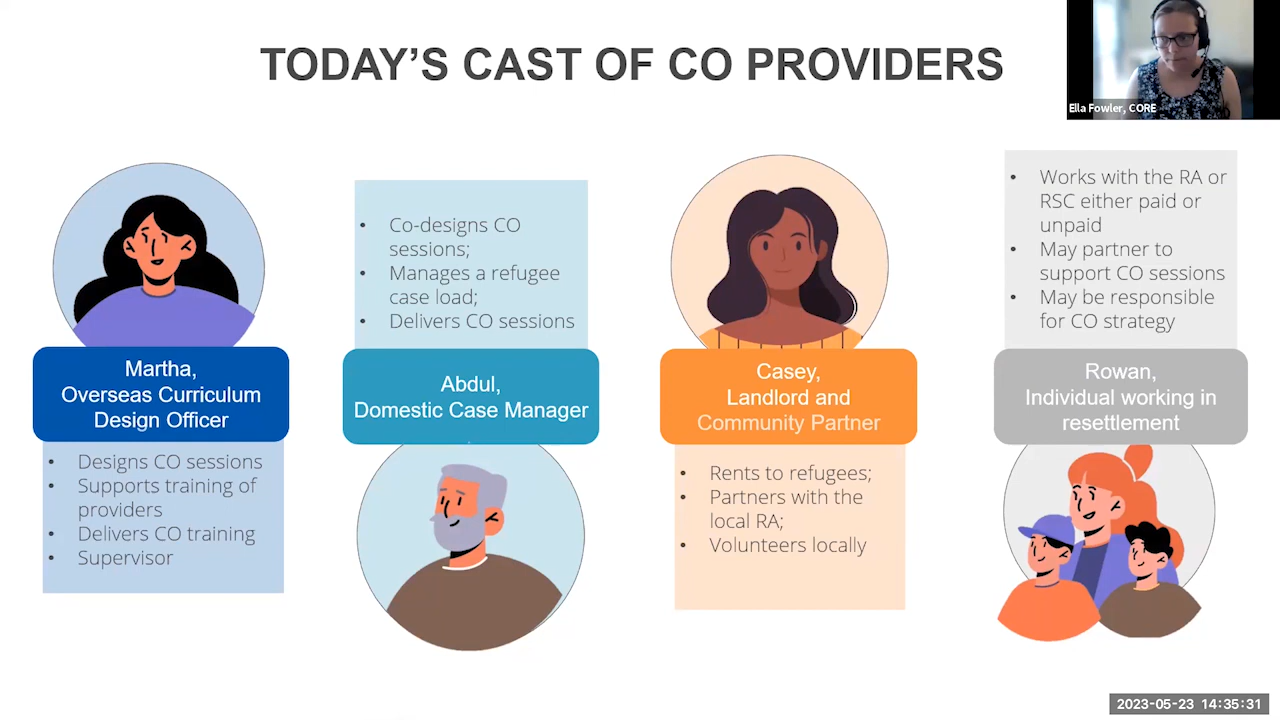 TODAY'S CAST OF CO PROVIDERS
Ella Fowler, CORE
Martha,
Overseas Curriculum
Design Officer
• Designs CO sessions
• Supports training of
providers
• Delivers CO training
• Supervisor
• Co-designs CO
sessions;
• Manages a refugee
case load;
• Delivers CO sessions
Abdul,
Domestic Case Manager
Casey,
Landlord and
Community Partner
• Rents to refugees;
• Partners with the
local RA;
• Volunteers locally
• Works with the RA or
RSC either paid or
unpaid
• May partner to
support CO sessions
• May be responsible
for CO strategy
Rowan,
Individual working in
resettlement
2023-05-23 14:35:31